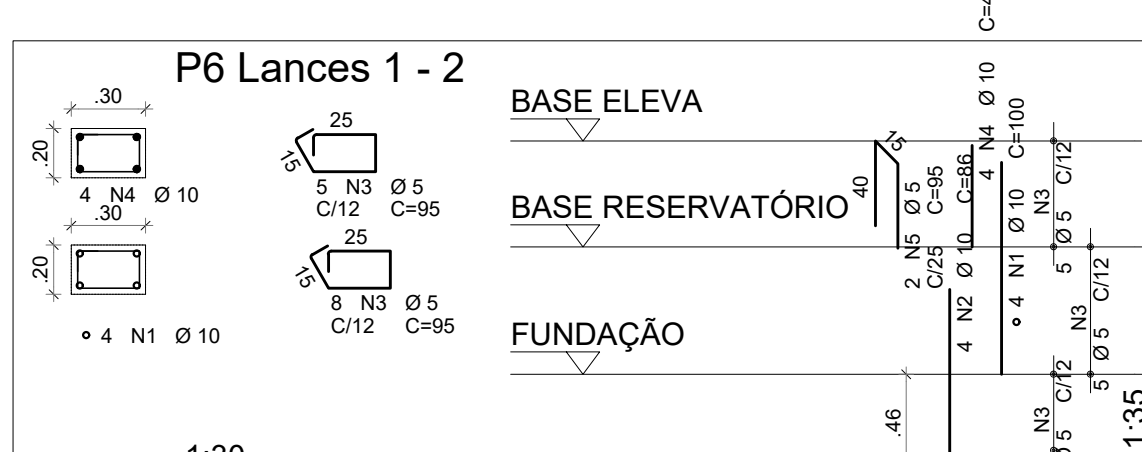 P6 Lances 1 - 2
.30
.20
4 N4 Ø 10
25
15
5 N3 Ø 5
C/12 C=95
.30
.20
4 N1 Ø 10
25
15
8 N3 Ø 5
C/12 C=95
BASE ELEVA
BASE RESERVATÓRIO
FUNDAÇÃO
40
15
2 N5 Ø 5
C/25 C=95
4 N2 Ø 10
C=86
4 N4 Ø 10
4 N1 Ø 10
C=100
5 Ø 5
N3 C/12
5 Ø 5
N3 C/12
Ø 5
N3 C/12
.46
1:35